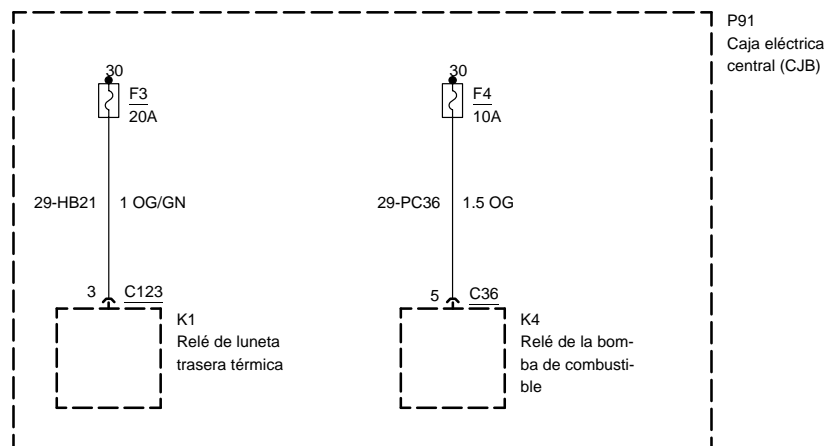 P91
Caja eléctrica
central (CJB)
30
F3
20A
30
F4
10A
29-HB21
1 OG/GN
29-PC36
1.5 OG
3
C123
5
C36
K1
Relé de luneta
trasera térmica
K4
Relé de la bom-
ba de combusti-
ble